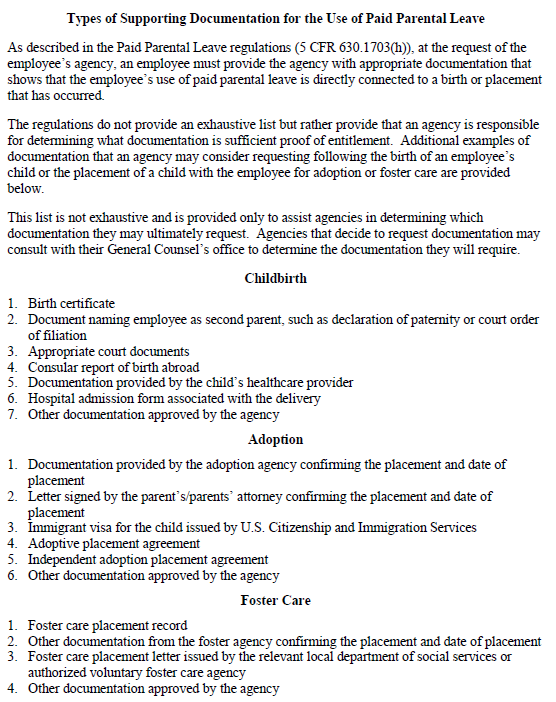 Types of Supporting Documentation for the Use of Paid Parental Leave
As described in the Paid Parental Leave regulations (5 CFR 630.1703(h)), at the request of the
employee's agency, an employee must provide the agency with appropriate documentation that
shows that the employee's use of paid parental leave is directly connected to a birth or placement
that has occurred.
The regulations do not provide an exhaustive list but rather provide that an agency is responsible
for determining what documentation is sufficient proof of entitlement. Additional examples of
documentation that an agency may consider requesting following the birth of an employee's
child or the placement of a child with the employee for adoption or foster care are provided
below.
This list is not exhaustive and is provided only to assist agencies in determining which
documentation they may ultimately request. Agencies that decide to request documentation may
consult with their General Counsel's office to determine the documentation they will require.
Childbirth
1. Birth certificate
2. Document naming employee as second parent, such as declaration of paternity or court order
of filiation
3. Appropriate court documents
4. Consular report of birth abroad
5. Documentation provided by the child's healthcare provider
6. Hospital admission form associated with the delivery
7. Other documentation approved by the agency
Adoption
1. Documentation provided by the adoption agency confirming the placement and date of
placement
2. Letter signed by the parent's/parents' attorney confirming the placement and date of
placement
3. Immigrant visa for the child issued by U.S. Citizenship and Immigration Services
4. Adoptive placement agreement
5. Independent adoption placement agreement
6. Other documentation approved by the agency
Foster Care
1. Foster care placement record
2. Other documentation from the foster agency confirming the placement and date of placement
3. Foster care placement letter issued by the relevant local department of social services or
authorized voluntary foster care agency
4. Other documentation approved by the agency